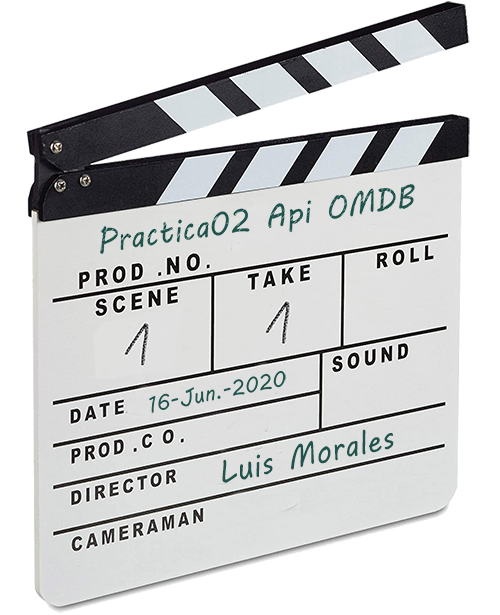 Practica02 Api OMDB
PROD .NO.
SCENE TAKE ROLL
1 1
SOUND
DATE 16-Jun.-2020
PROD.CO.
DIRECTOR Luis Morales
CAMERAMAN